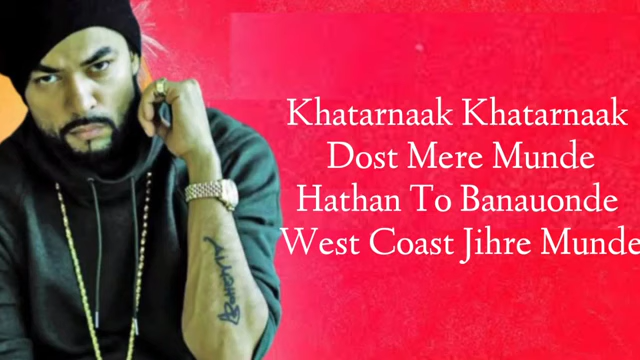 Khatarnaak Khatarnaak
Dost Mere Munde
Hathan To Banauonde
West Coast Jihre Munde